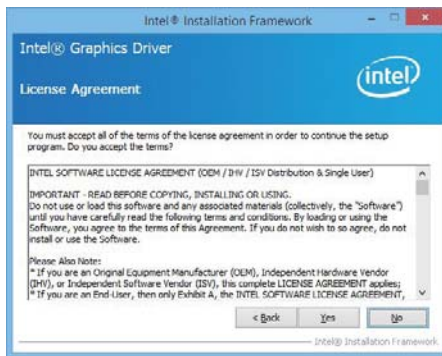 Intel® Installation Framework
Intel® Graphics Driver
License Agreement
intel
You must accept all of the terms of the license agreement in order to continue the setup
program. Do you accept the terms?
INTEL SOFTWARE LICENSE AGREEMENT (OEM / IHV / ISV Distribution & Single User)
IMPORTANT - READ BEFORE COPYING, INSTALLING OR USING.
Do not use or load this software and any associated materials (collectively, the "Software")
until you have carefully read the following terms and conditions. By loading or using the
Software, you agree to the terms of this Agreement. If you do not wish to so agree, do not
install or use the Software.
Please Also Note:
* If you are an Original Equipment Manufacturer (OEM), Independent Hardware Vendor
(IHV), or Independent Software Vendor (ISV), this complete LICENSE AGREEMENT applies;
* If you are an End-User, then only Exhibit A, the INTEL SOFTWARE LICENSE AGREEMENT,
< Back Yes No
Intel® Installation Framework